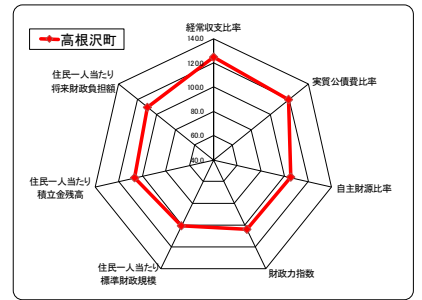 経常収支比率
140.0
高根沢町
120.0
住民一人当たり
将来財政負担額
実質公債費比率
100.0
80.0
60.0
40.0
住民一人当たり
積立金残高
自主財源比率
住民一人当たり
標準財政規模
財政力指数